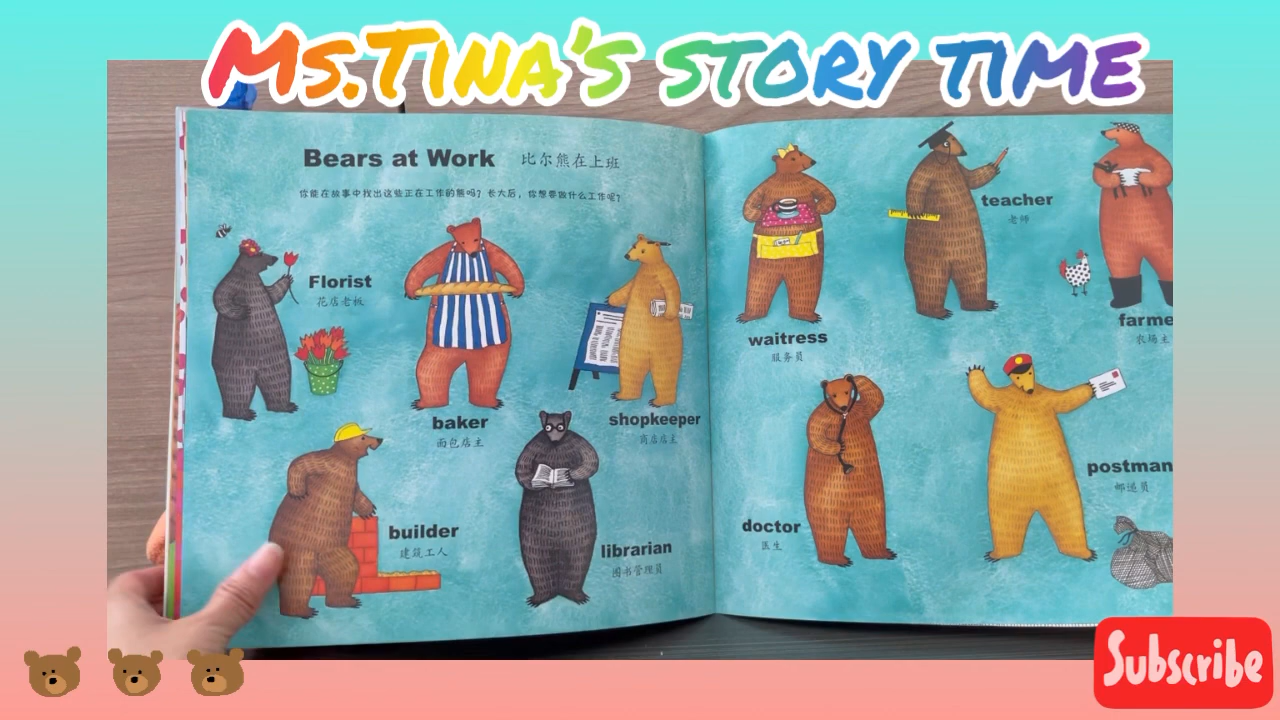 Ms.Tina's story time
Bears at Work 比尔熊在上班
你能在故事中找出这些正在工作的熊吗？长大后，你想要做什么工作呢？
Florist
花店老板
baker
面包店主
shopkeeper
商店店主
builder
建筑工人
librarian
图书管理员
waitress
服务员
teacher
老师
farme
农场主
doctor
医生
postman
邮递员
Subscribe